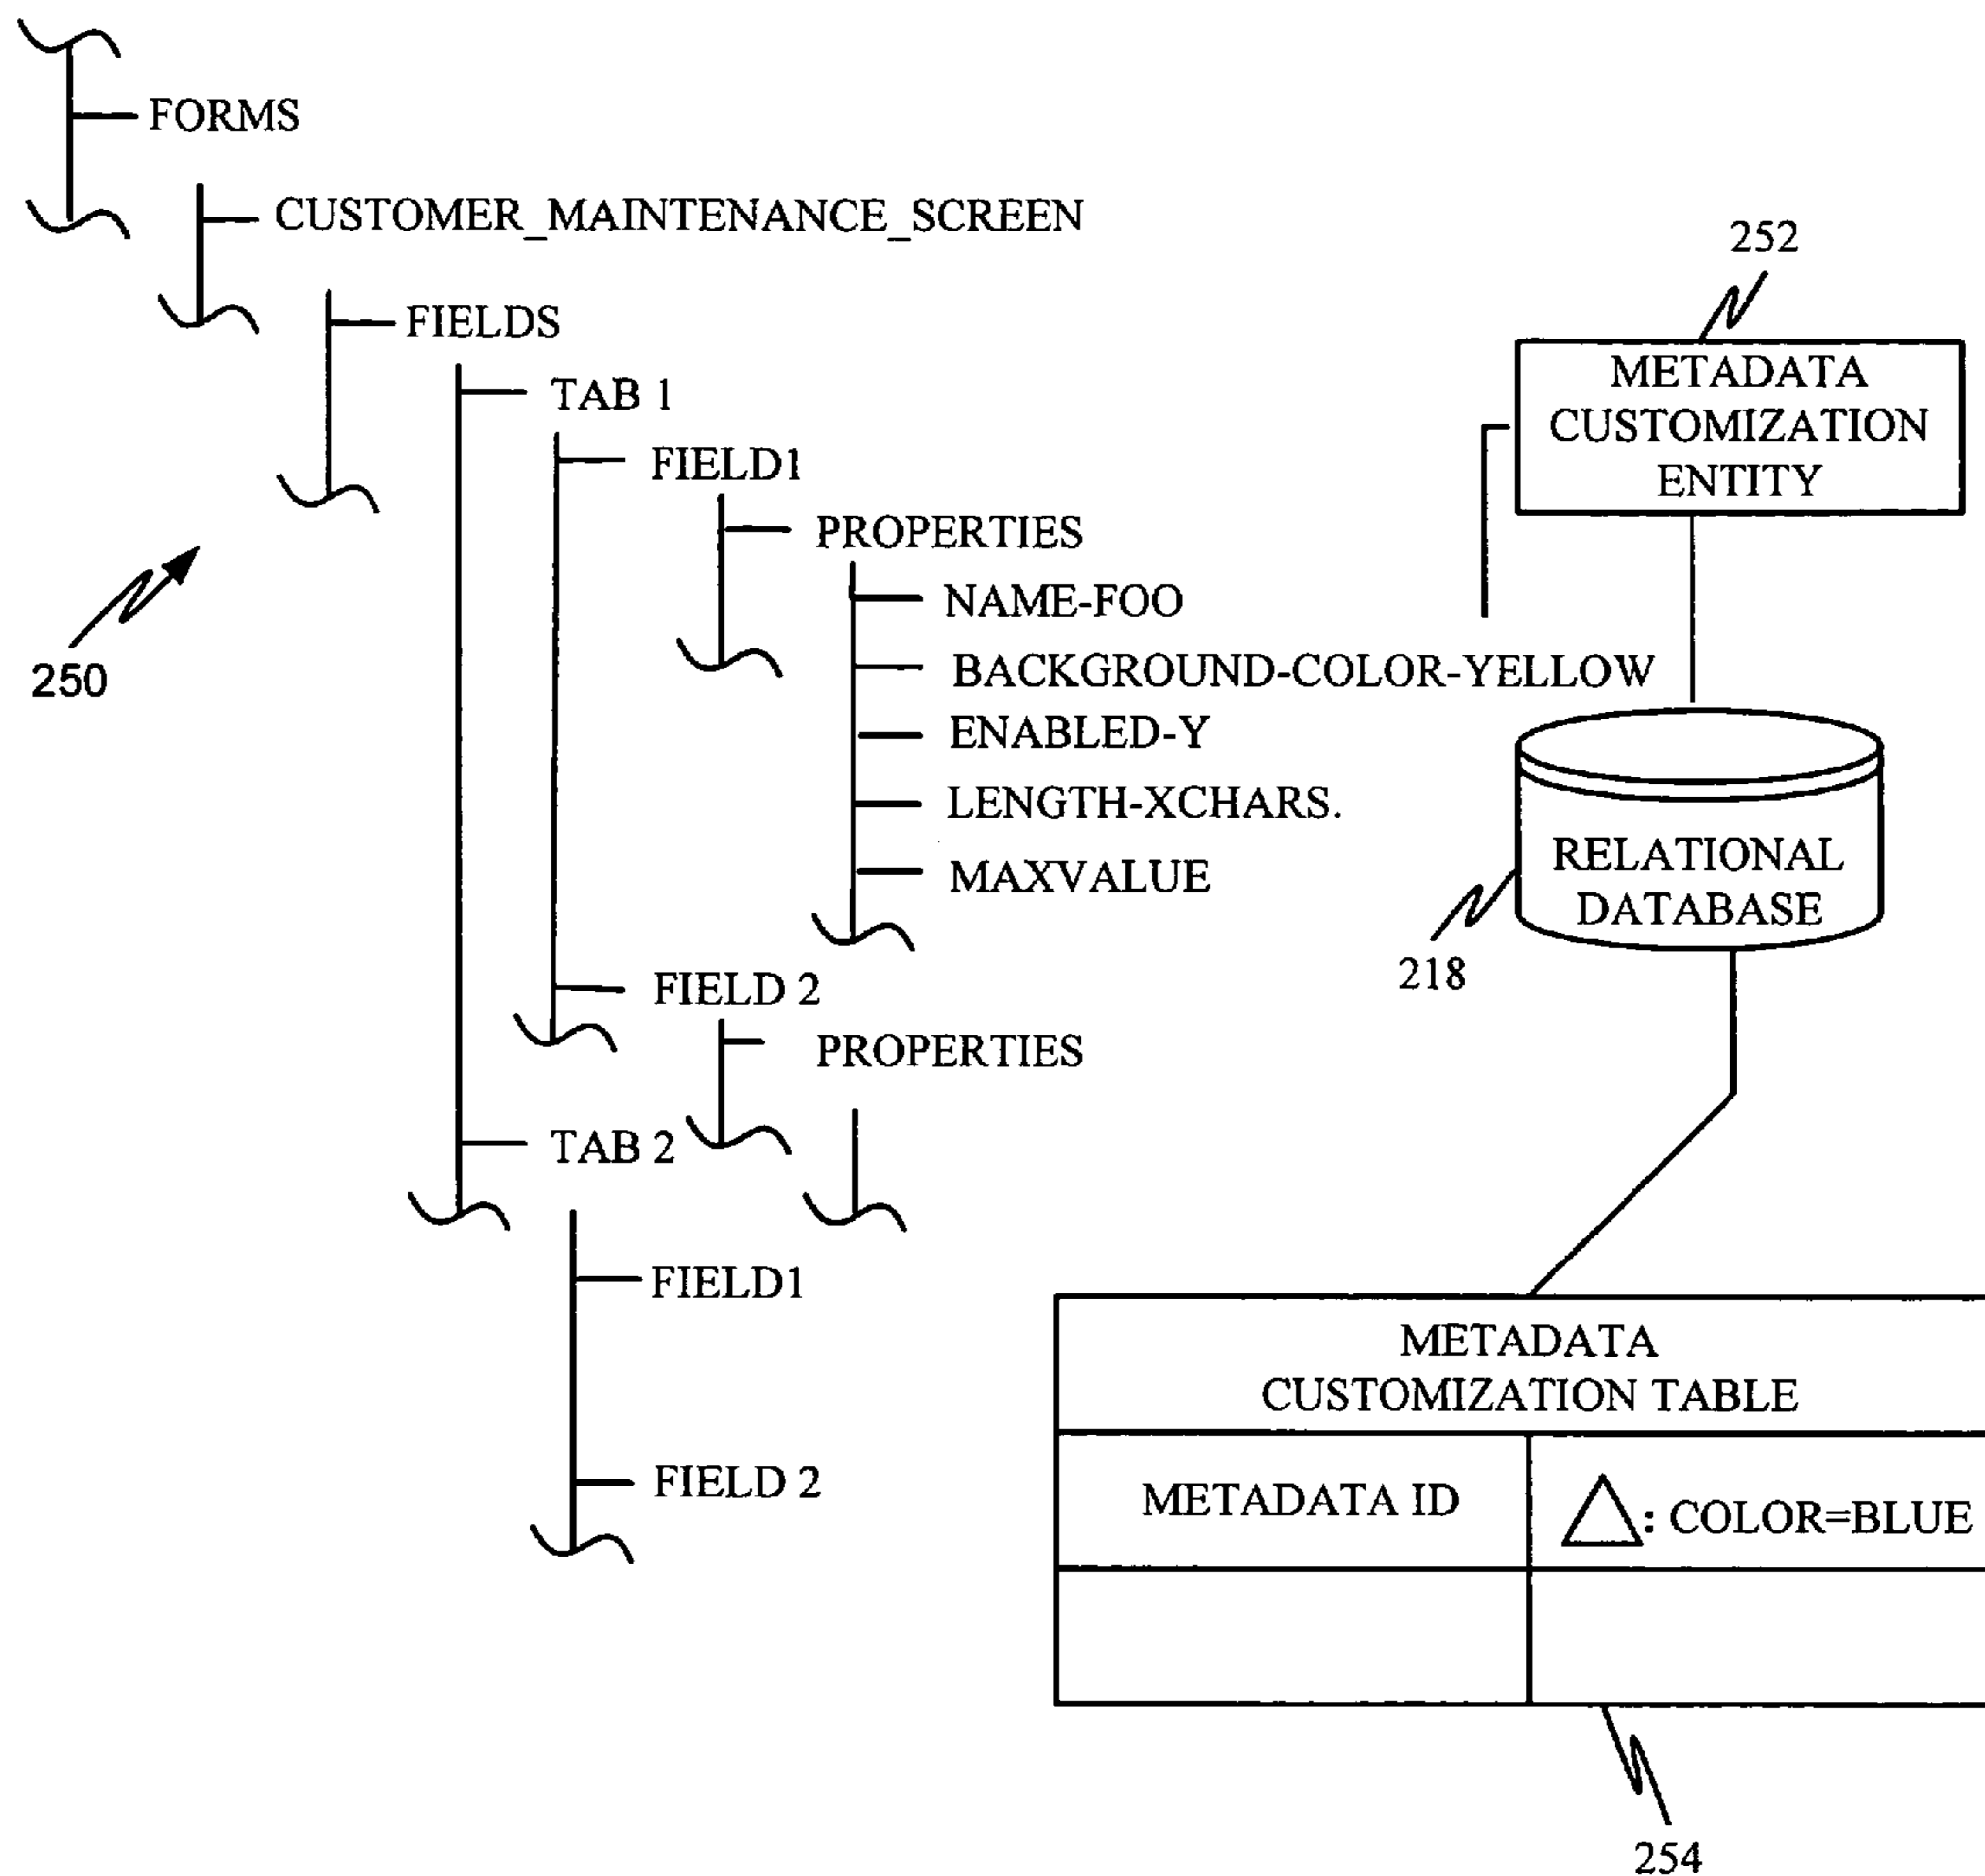 FORMS
CUSTOMER_MAINTENANCE_SCREEN
FIELDS
TAB 1
FIELD1
PROPERTIES
NAME-FOO
BACKGROUND-COLOR-YELLOW
ENABLED-Y
LENGTH-XCHARS.
MAXVALUE
FIELD 2
PROPERTIES
TAB 2
FIELD1
FIELD 2
250
252
METADATA
CUSTOMIZATION
ENTITY
RELATIONAL
DATABASE
218
METADATA
CUSTOMIZATION TABLE
METADATA ID
△: COLOR=BLUE
254